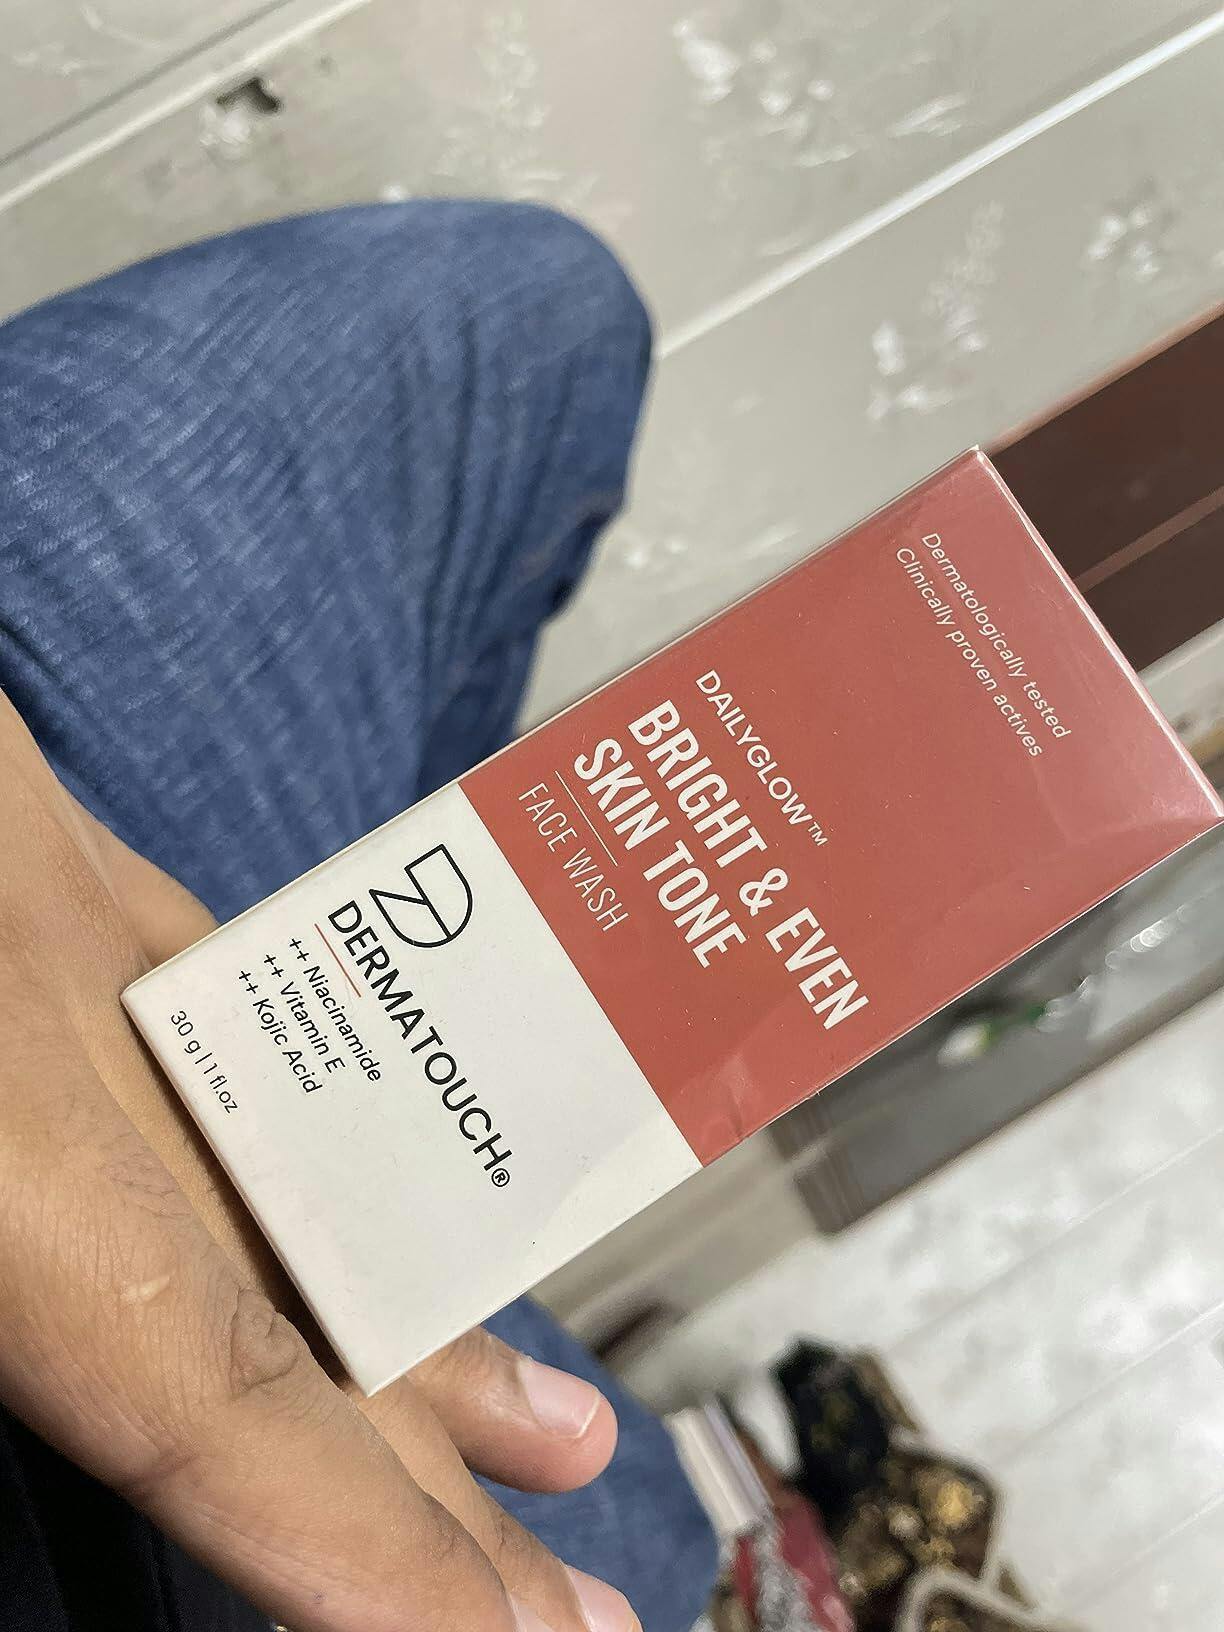 Dermatologically tested
Clinically proven actives
DAILYGLOW™
BRIGHT & EVEN
SKIN TONE
FACE WASH
DERMATOUCH®
++ Niacinamide
++ Vitamin E
++ Kojic Acid
30 g | 1 fl.oz